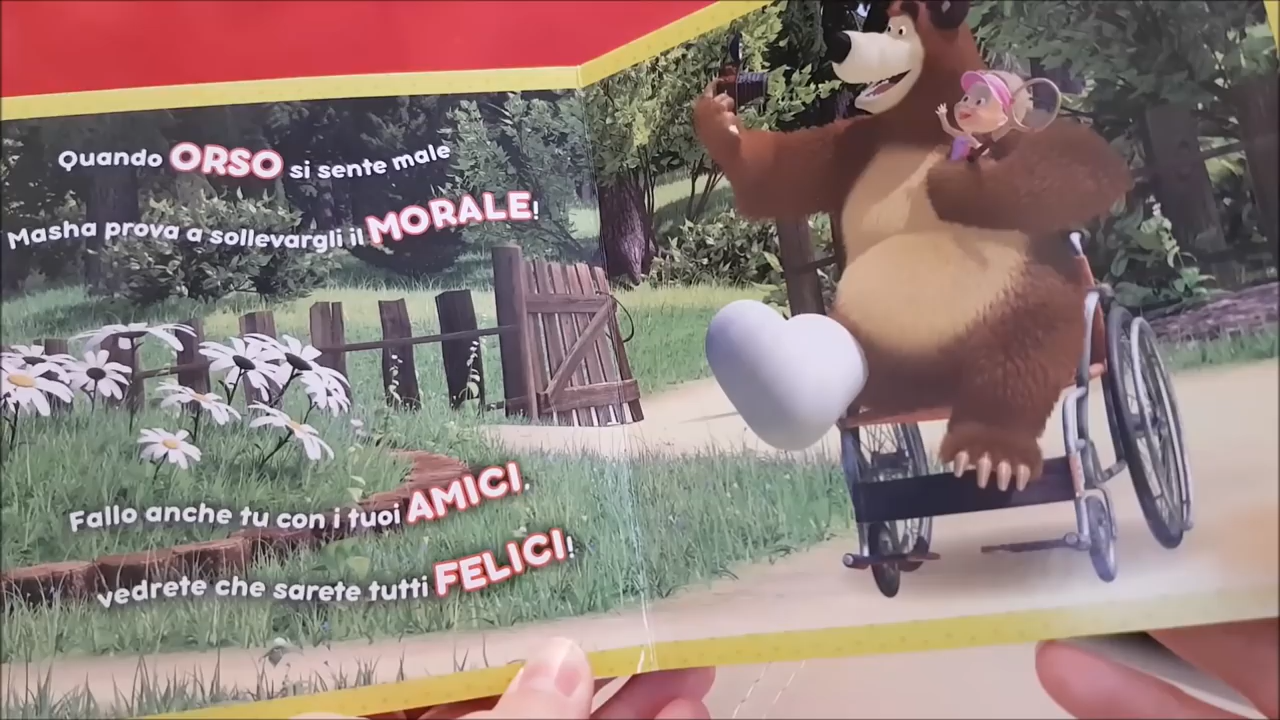 Quando ORSO si sente male
Masha prova a sollevargli il MORALE!
Fallo anche tu con i tuoi AMICI,
vedrete che sarete tutti FELICI!